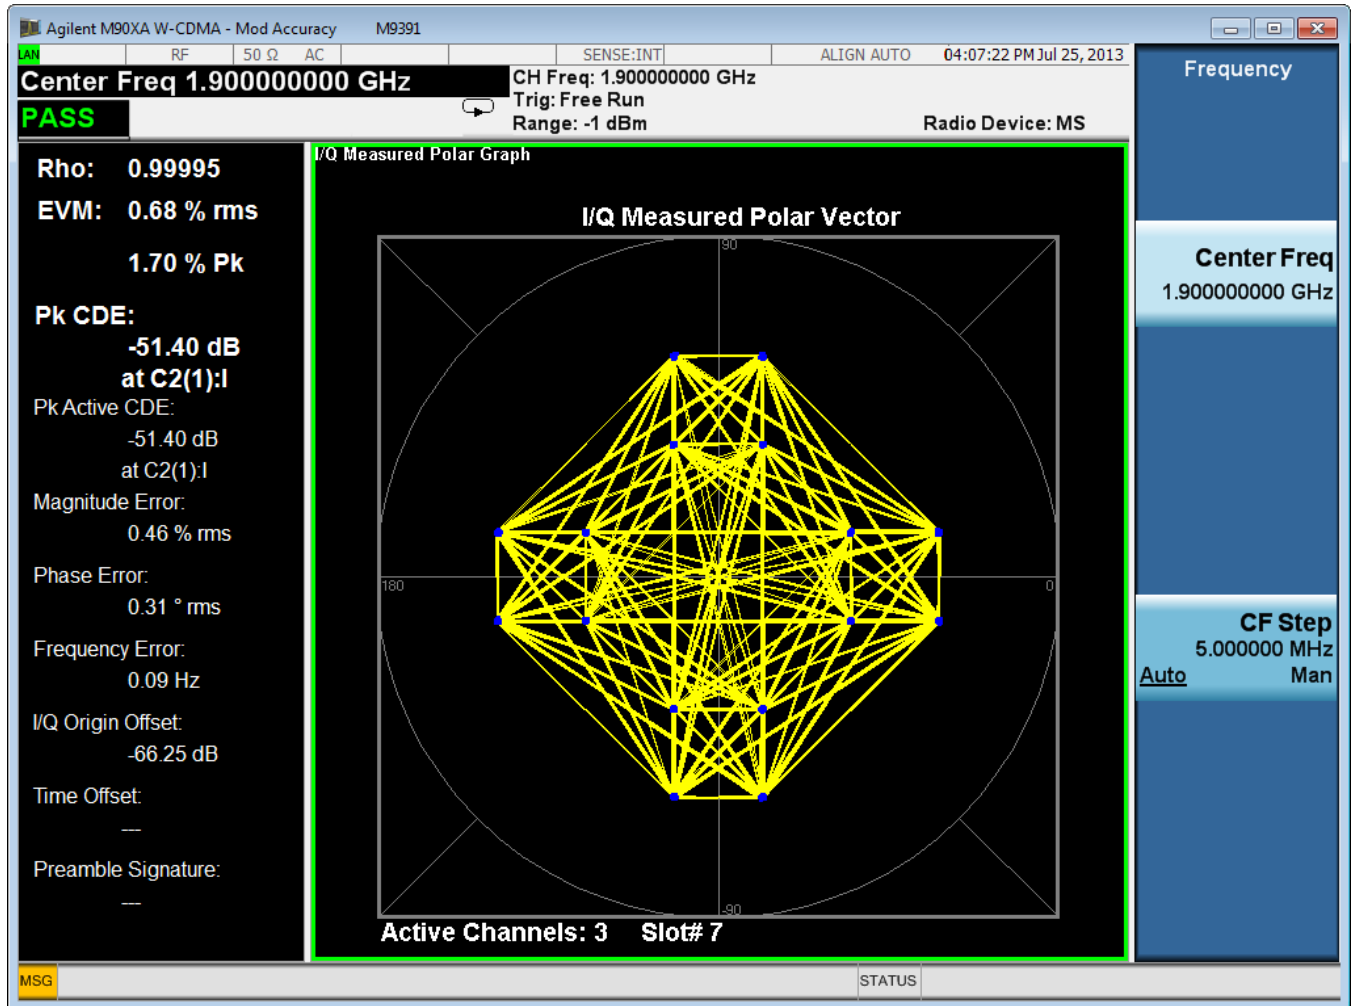 Agilent M90XA W-CDMA - Mod Accuracy M9391
LAN RF 50 Ω AC SENSE:INT ALIGN AUTO 04:07:22 PM Jul 25, 2013
Center Freq 1.900000000 GHz
CH Freq: 1.900000000 GHz
Trig: Free Run
Range: -1 dBm
Radio Device: MS
PASS
Rho: 0.99995
EVM: 0.68 % rms
1.70 % Pk
Pk CDE:
-51.40 dB
at C2(1):I
Pk Active CDE:
-51.40 dB
at C2(1):I
Magnitude Error:
0.46 % rms
Phase Error:
0.31 ° rms
Frequency Error:
0.09 Hz
I/Q Origin Offset:
-66.25 dB
Time Offset:
---
Preamble Signature:
---
I/Q Measured Polar Graph
I/Q Measured Polar Vector
90
180
0
-90
Active Channels: 3 Slot# 7
Frequency
Center Freq
1.900000000 GHz
CF Step
5.000000 MHz
Auto Man
MSG STATUS